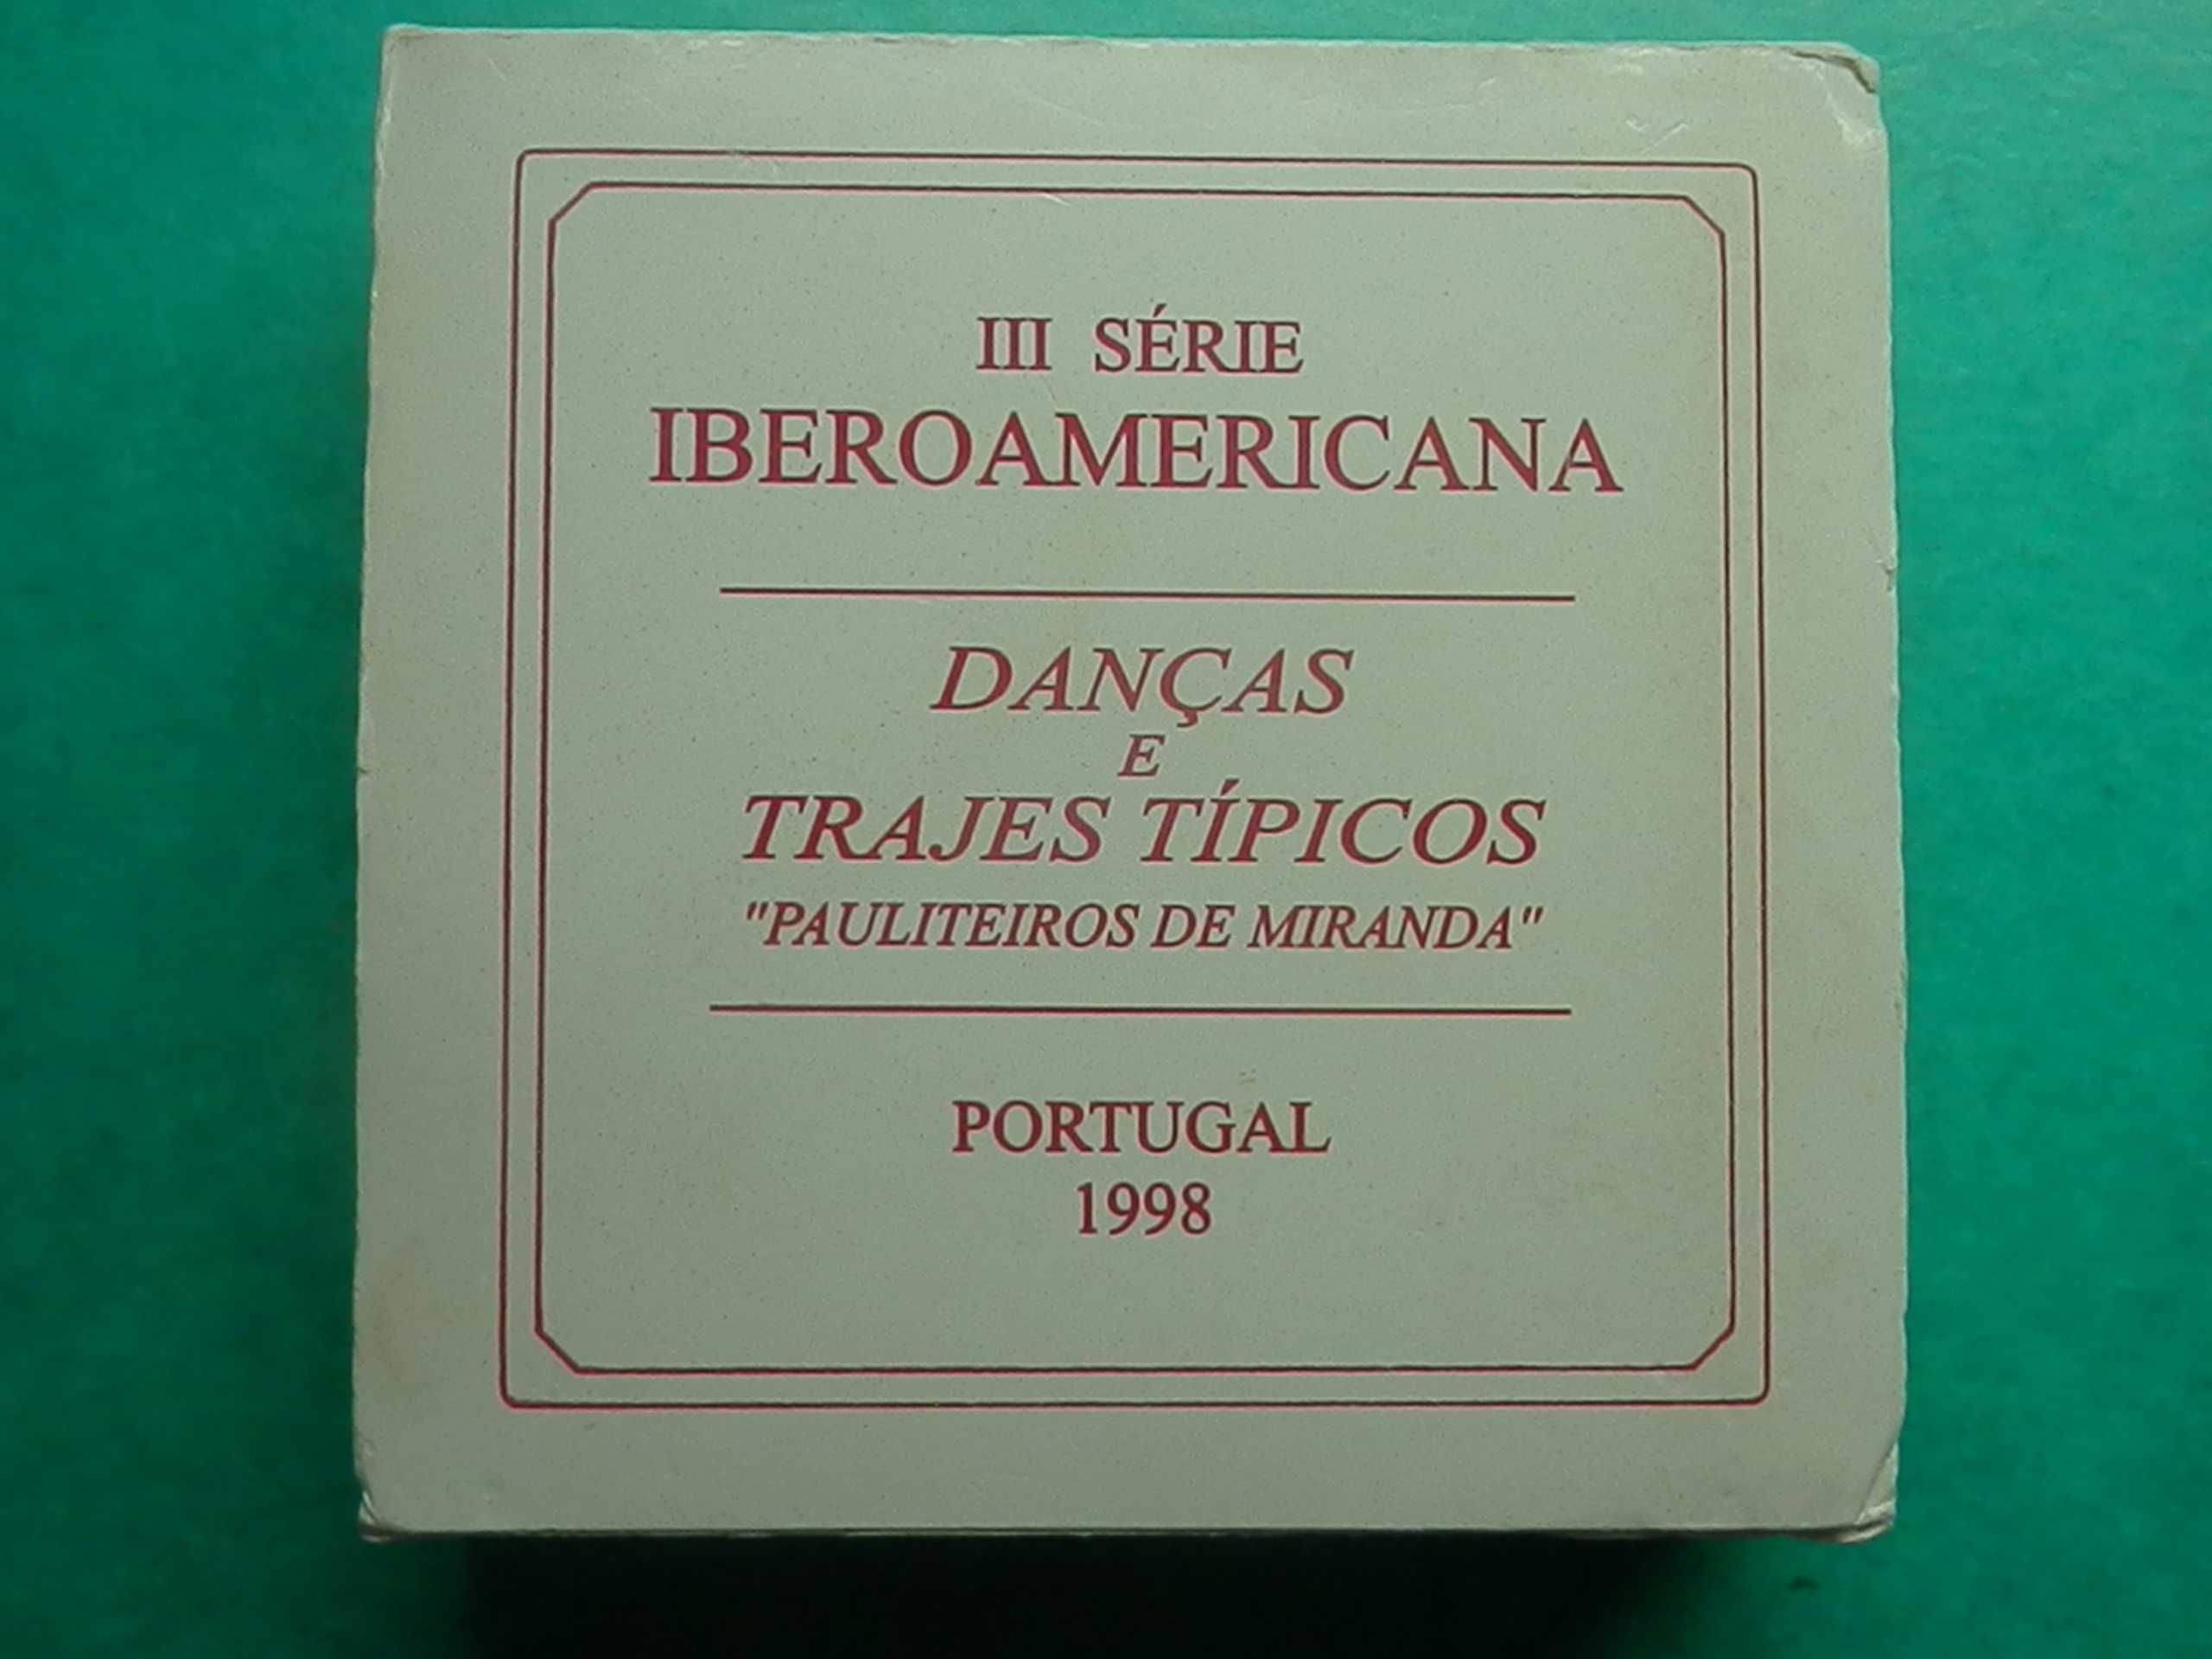 III SÉRIE
IBEROAMERICANA
DANÇAS
E
TRAJES TÍPICOS
"PAULITEIROS DE MIRANDA"
PORTUGAL
1998